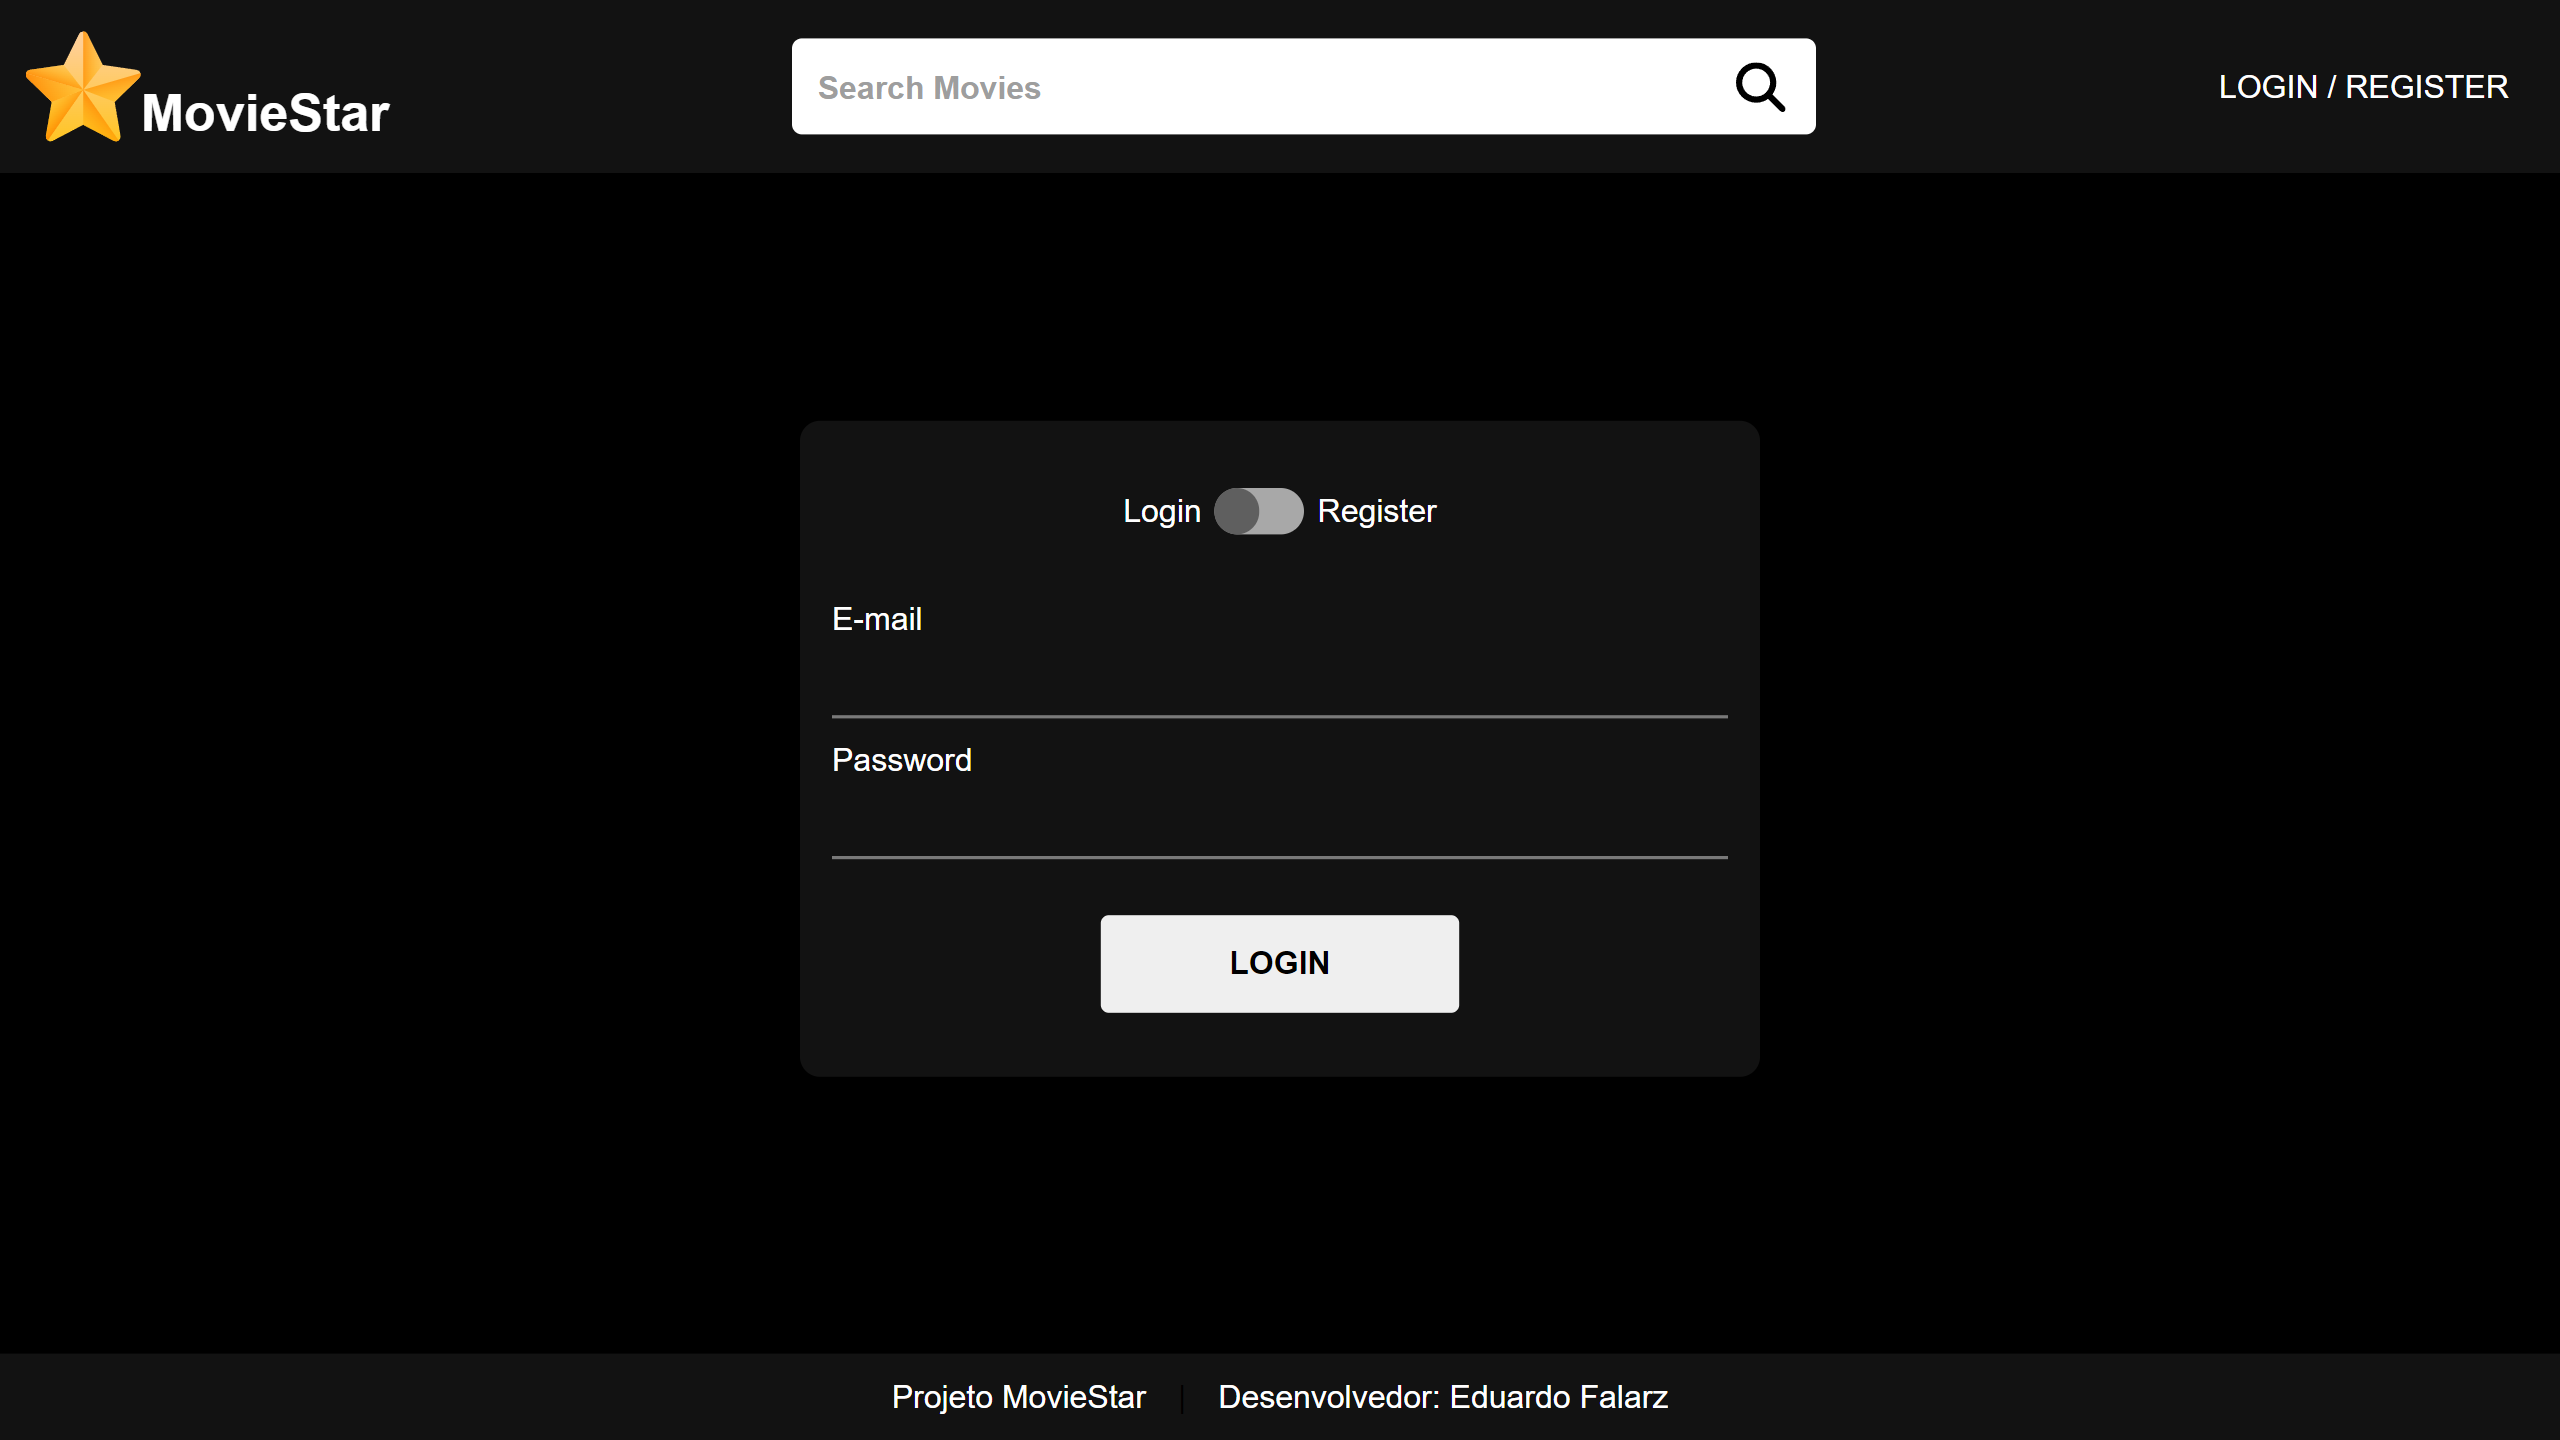 MovieStar
Search Movies
LOGIN / REGISTER
Login Register
E-mail
Password
LOGIN
Projeto MovieStar | Desenvolvedor: Eduardo Falarz